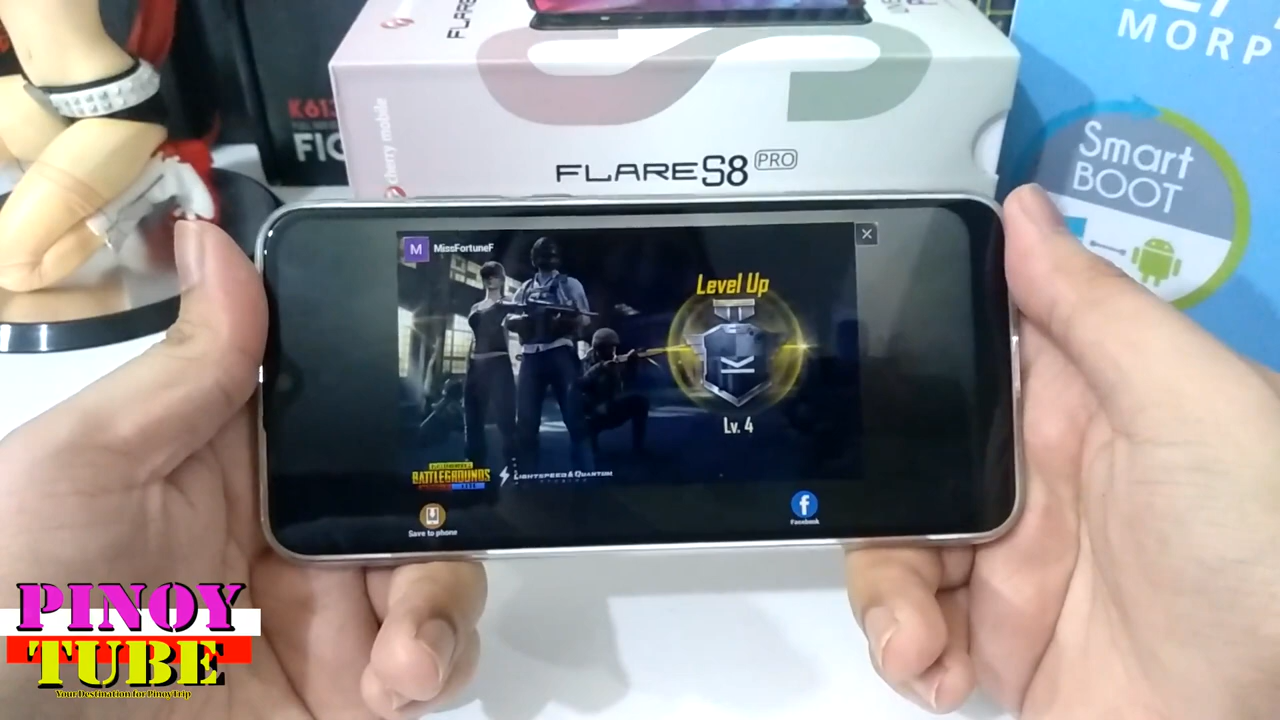 FLARE
MORP
K61
FIG
cherry mobile
FLARE S8 PRO
Smart
BOOT
M MissFortuneF
Level Up
Lv. 4
BATTLEGROUNDS
LIGHTSPEED & QUANTUM
Save to phone
Facebook
PINOY
TUBE
Your Destination for PinoyTrip